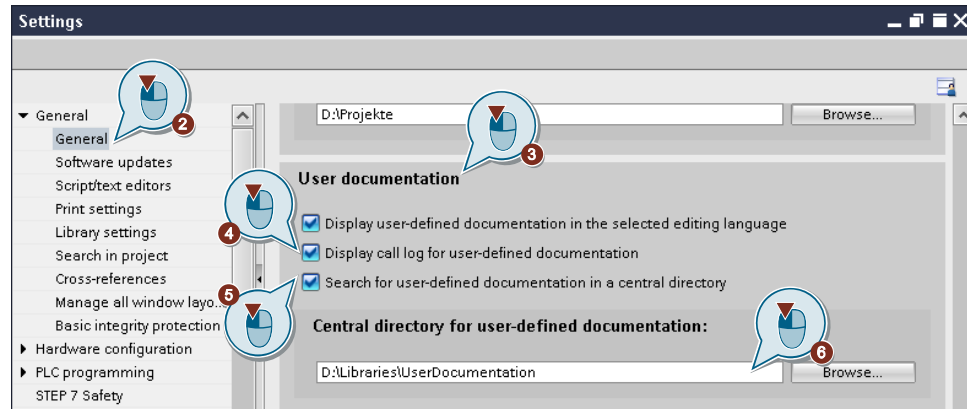 Settings
General
General
Software updates
Script/text editors
Print settings
Library settings
Search in project
Cross-references
Manage all window layo...
Basic integrity protection
Hardware configuration
PLC programming
STEP 7 Safety
2
D:\Projekte
Browse...
3
User documentation
Display user-defined documentation in the selected editing language
4
Display call log for user-defined documentation
5
Search for user-defined documentation in a central directory
Central directory for user-defined documentation:
6
D:\Libraries\UserDocumentation
Browse...